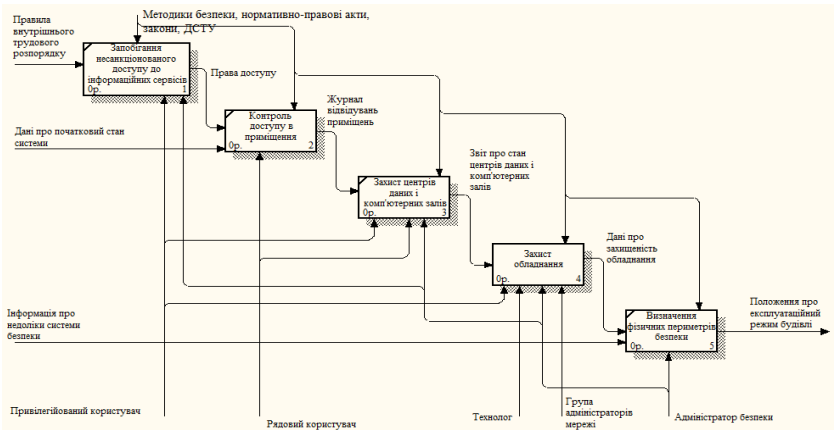 Правила
внутрішнього
трудового
розпорядку
Методики безпеки, нормативно-правові акти,
закони, ДСТУ
Запобігання
несанкціонованого
доступу до
інформаційних сервісів
0р. 1
Права доступу
Дані про початковий стан
системи
Контроль
доступу в
приміщення
0р. 2
Журнал
відвідувань
приміщень
Захист центрів
даних і
комп'ютерних залів
0р. 3
Звіт про стан
центрів даних і
комп'ютерних
залів
Захист
обладнання
0р. 4
Дані про
захищеність
обладнання
Інформація про
недоліки системи
безпеки
Визначення
фізичних периметрів
безпеки
0р. 5
Положення про
експлуатаційний
режим будівлі
Привілегійований користувач
Рядовий користувач
Технолог
Група
адміністраторів
мережі
Адміністратор безпеки